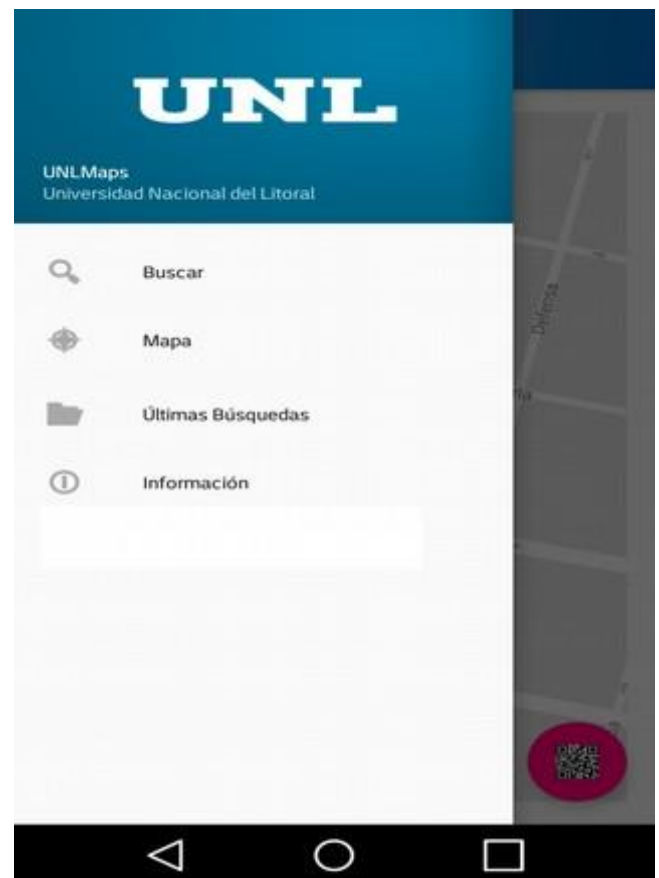 UNL
UNLMaps
Universidad Nacional del Litoral
Buscar
Mapa
Últimas Búsquedas
Información
Defensa